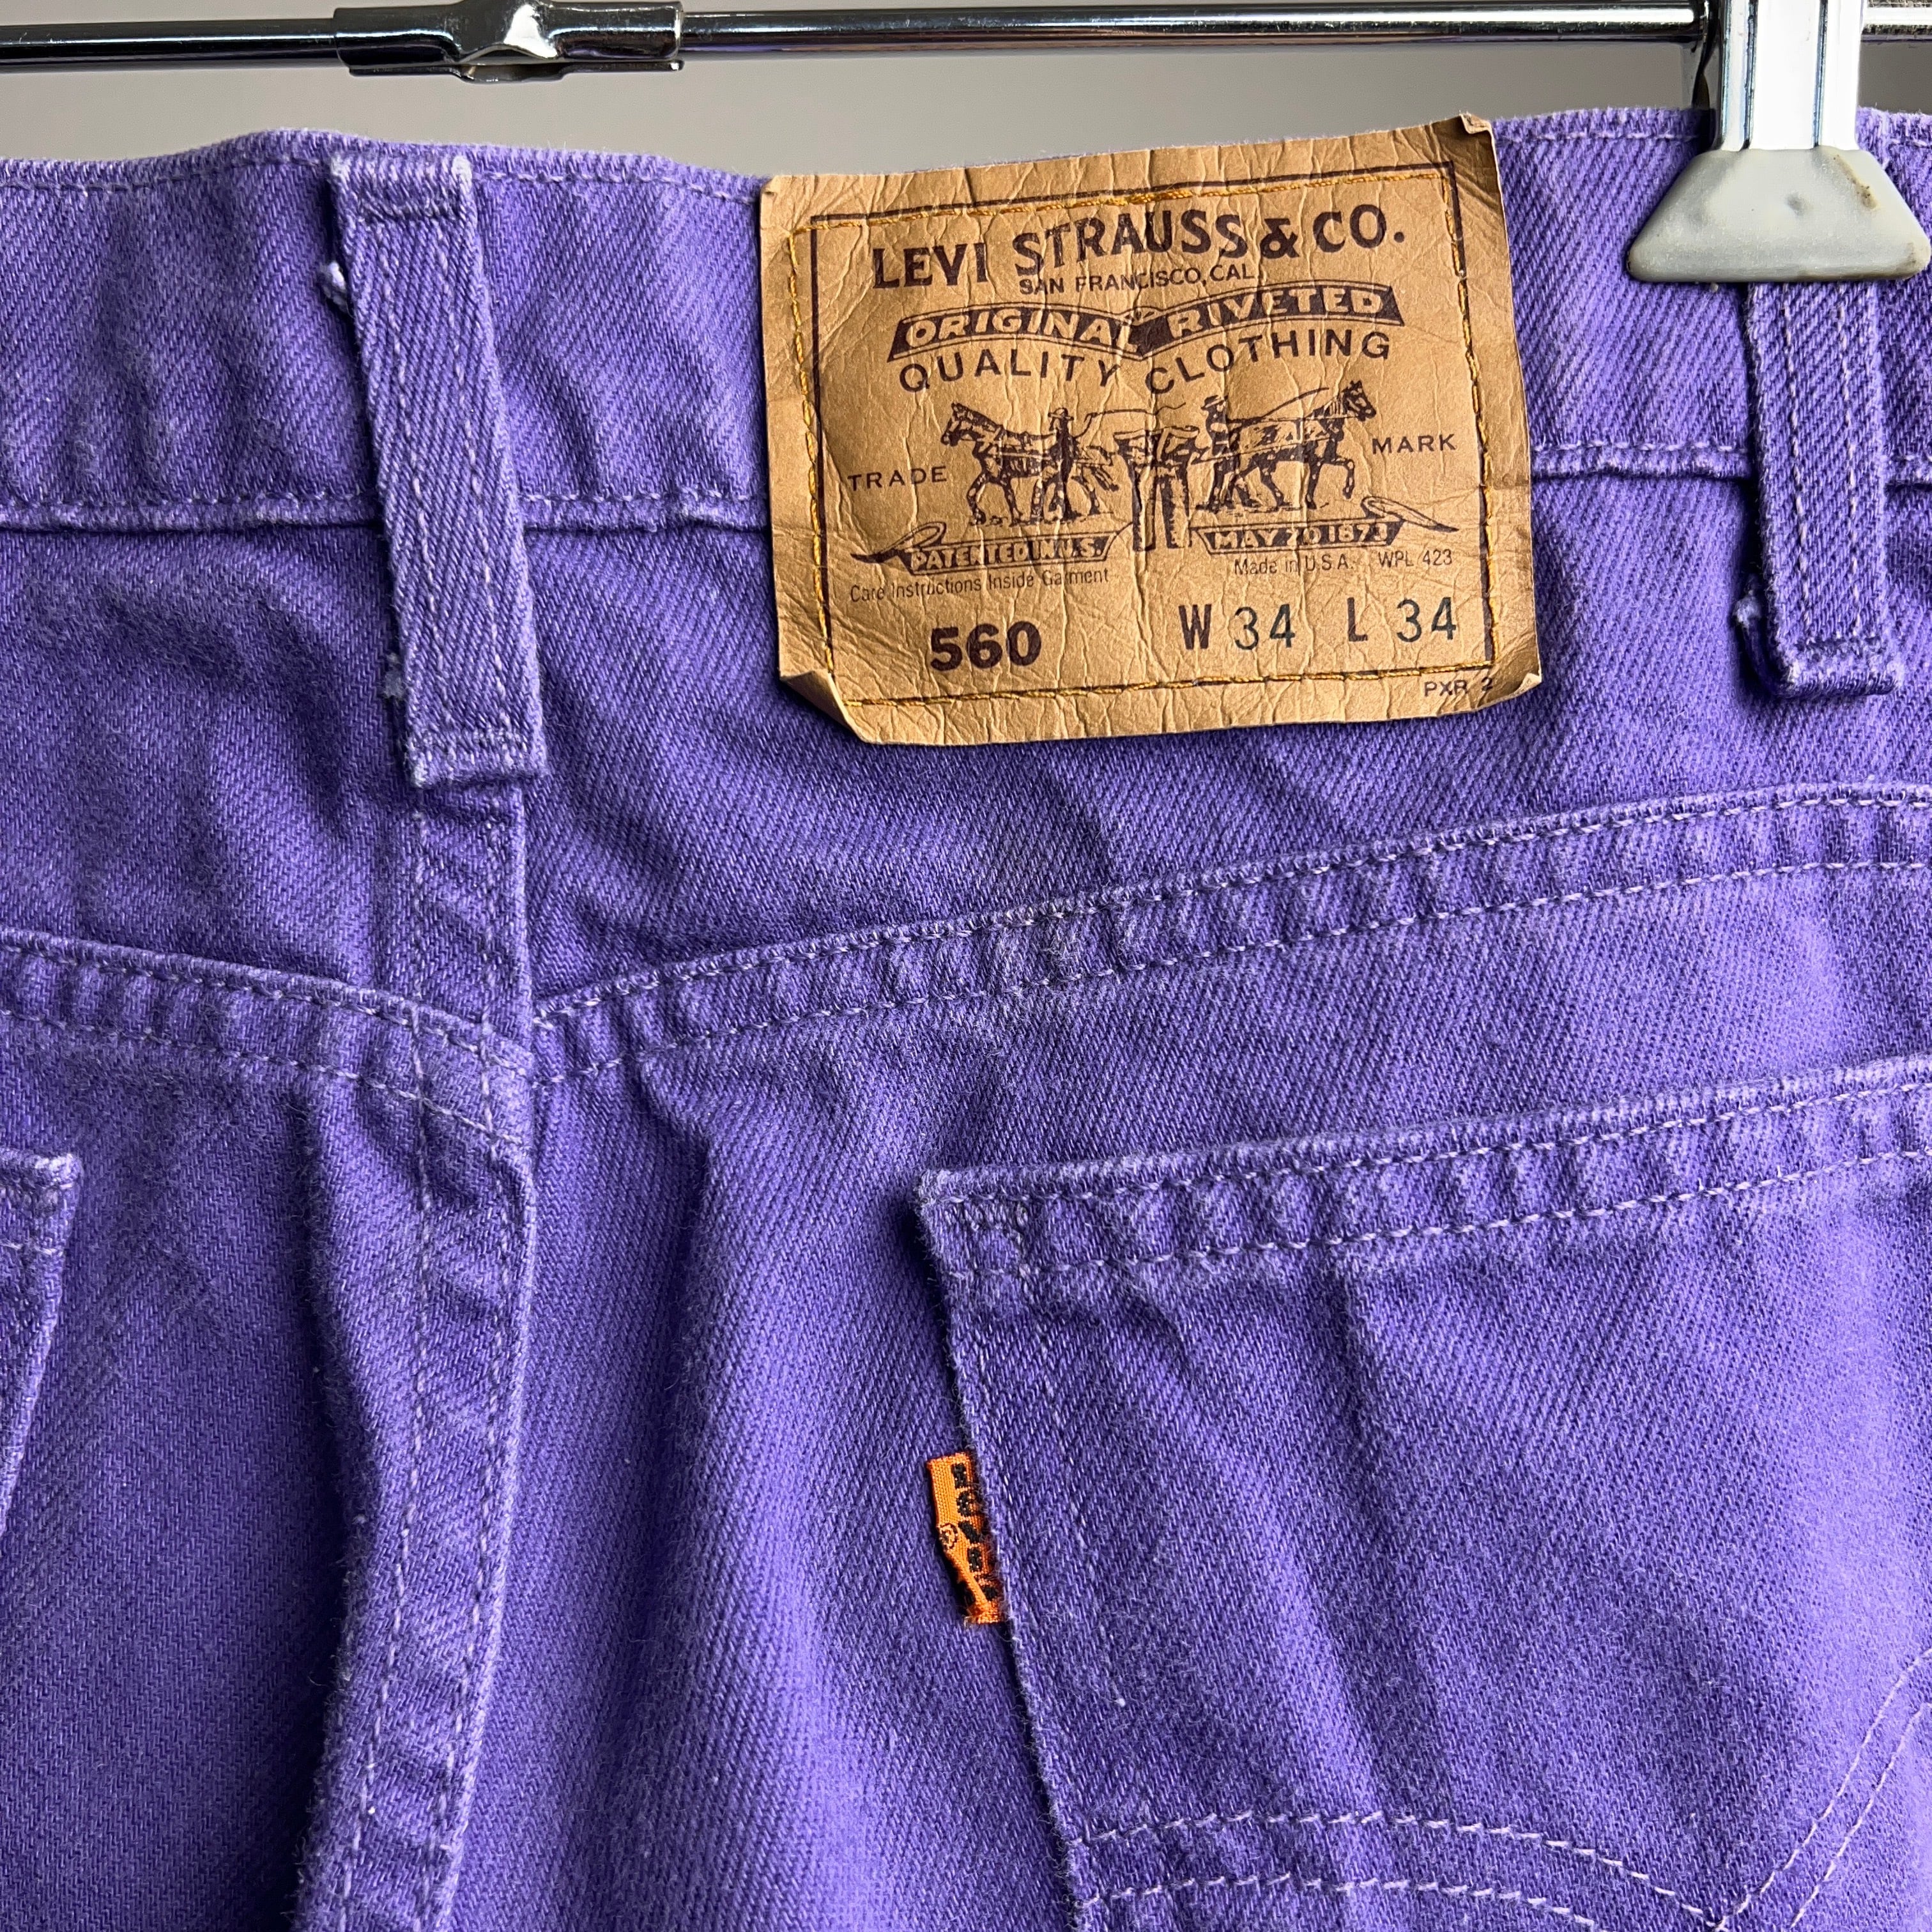 LEVI STRAUSS & CO.
SAN FRANCISCO, CAL.
ORIGINAL RIVETED
QUALITY CLOTHING
TRADE MARK
PATENTED IN U.S. MAY 20 1873
Care Instructions Inside Garment Made in U.S.A. WPL 423
560 W 34 L 34
PXR 2
LEVI'S ®